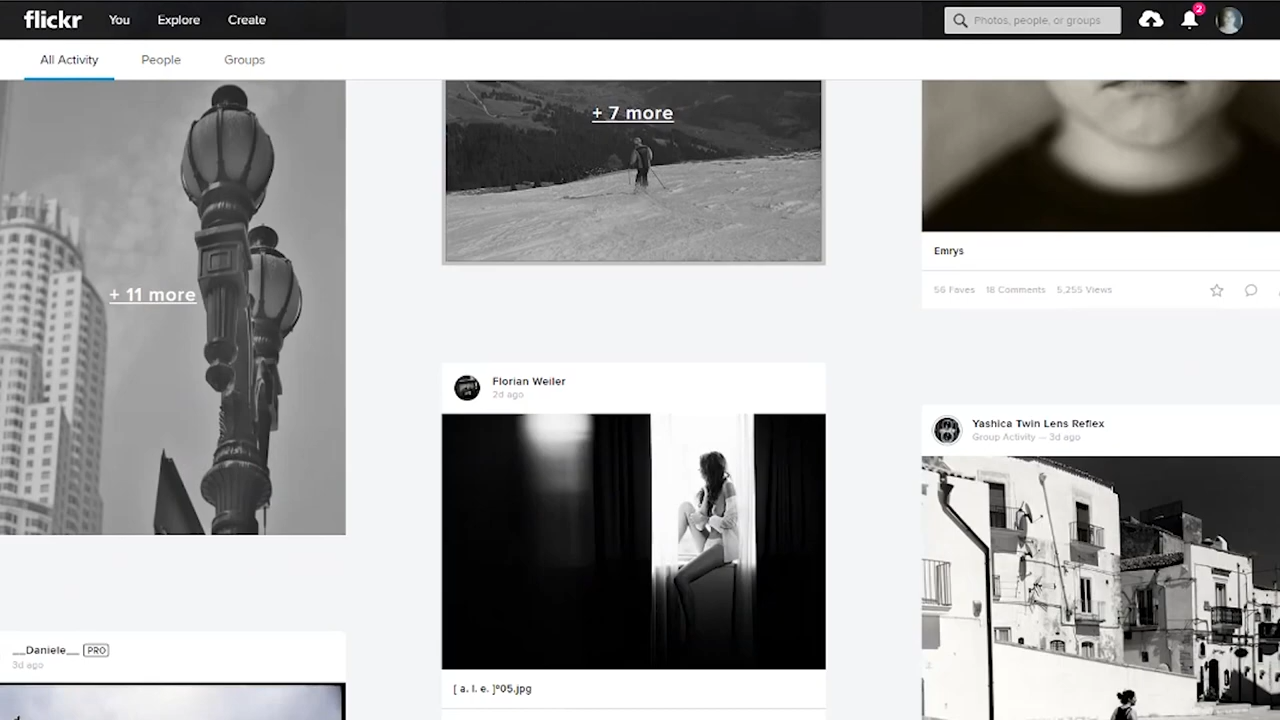 flickr You Explore Create
Photos, people, or groups
2
All Activity People Groups
+ 11 more
__Daniele__ PRO
3d ago
+ 7 more
Florian Weiler
2d ago
[ a. l. e. ]°05.jpg
Emrys
56 Faves 18 Comments 5,255 Views
Yashica Twin Lens Reflex
Group Activity — 3d ago